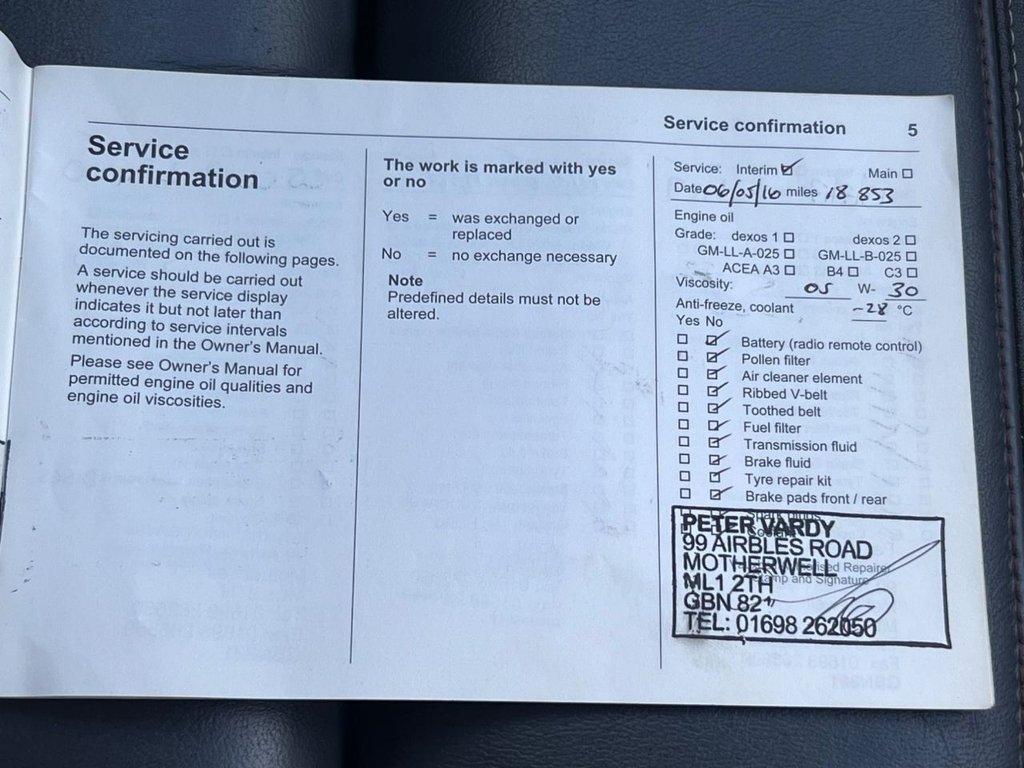 Service confirmation 5
Service
confirmation
The servicing carried out is
documented on the following pages.
A service should be carried out
whenever the service display
indicates it but not later than
according to service intervals
mentioned in the Owner's Manual.
Please see Owner's Manual for
permitted engine oil qualities and
engine oil viscosities.
The work is marked with yes
or no
Yes = was exchanged or
replaced
No = no exchange necessary
Note
Predefined details must not be
altered.
Service: Interim Main
Date 06/05/16 miles 18 853
Engine oil
Grade: dexos 1 dexos 2
GM-LL-A-025 GM-LL-B-025
ACEA A3 B4 C3
Viscosity: 05 W- 30
Anti-freeze, coolant -28 °C
Yes No
Battery (radio remote control)
Pollen filter
Air cleaner element
Ribbed V-belt
Toothed belt
Fuel filter
Transmission fluid
Brake fluid
Tyre repair kit
Brake pads front / rear
Spark plugs
PETER VARDY
99 AIRBLES ROAD
MOTHERWELL
ML1 2TH
and Signature
GBN 82
TEL: 01698 262050